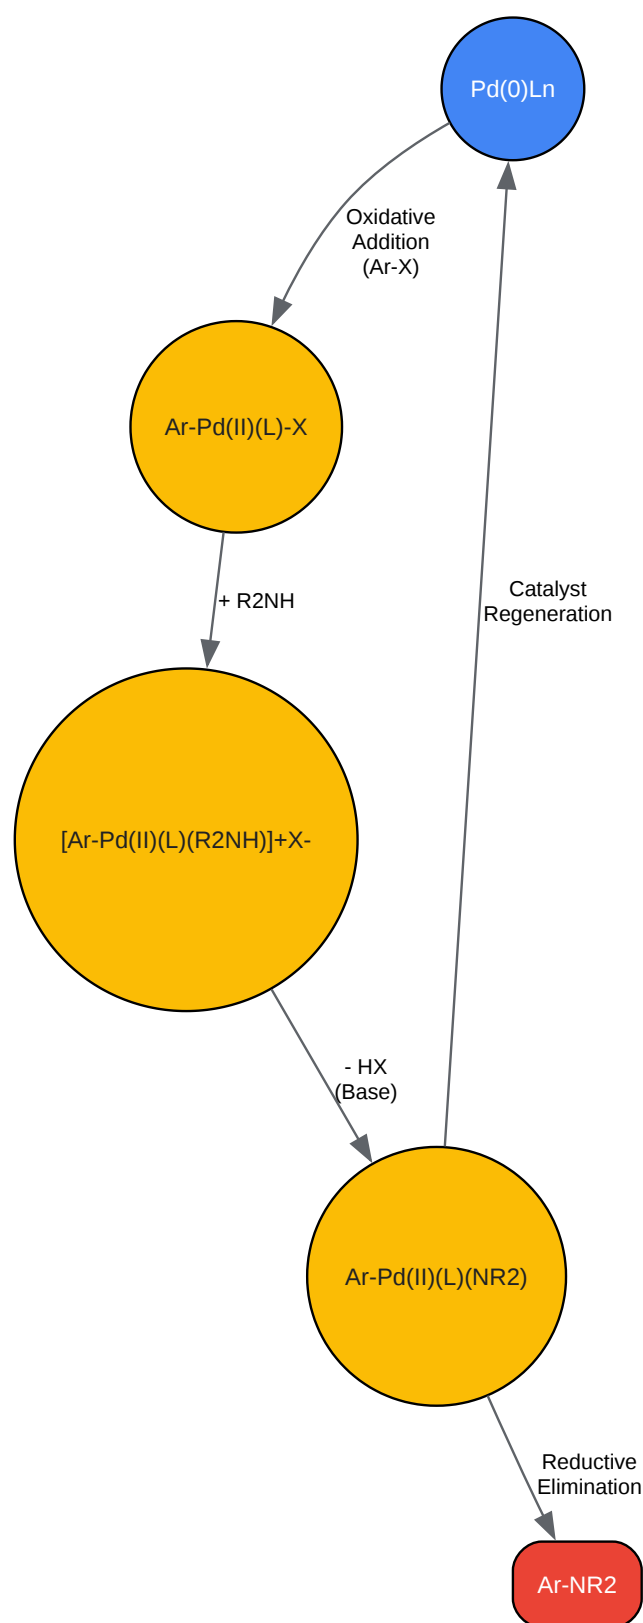 Pd(0)Ln
Oxidative
Addition
(Ar-X)
Ar-Pd(II)(L)-X
+ R2NH
Catalyst
Regeneration
[Ar-Pd(II)(L)(R2NH)]+X-
- HX
(Base)
Ar-Pd(II)(L)(NR2)
Reductive
Elimination
Ar-NR2